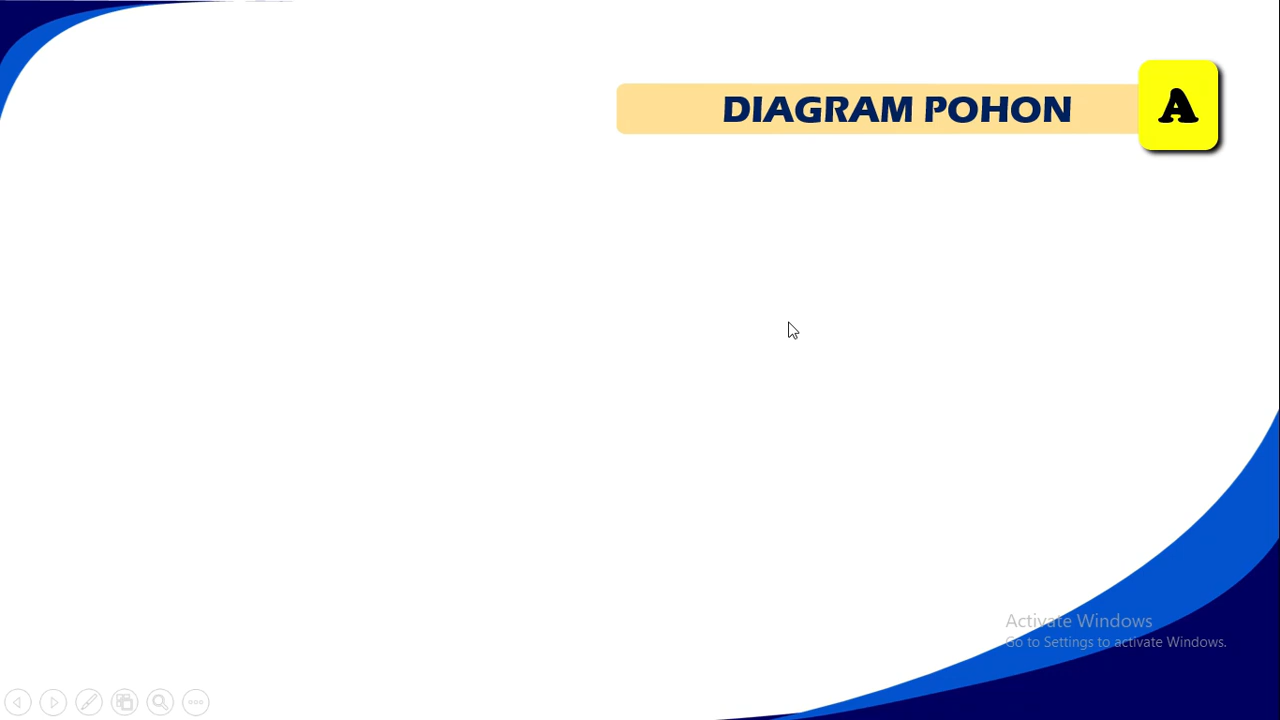 DIAGRAM POHON
A
Activate Windows
Go to Settings to activate Windows.